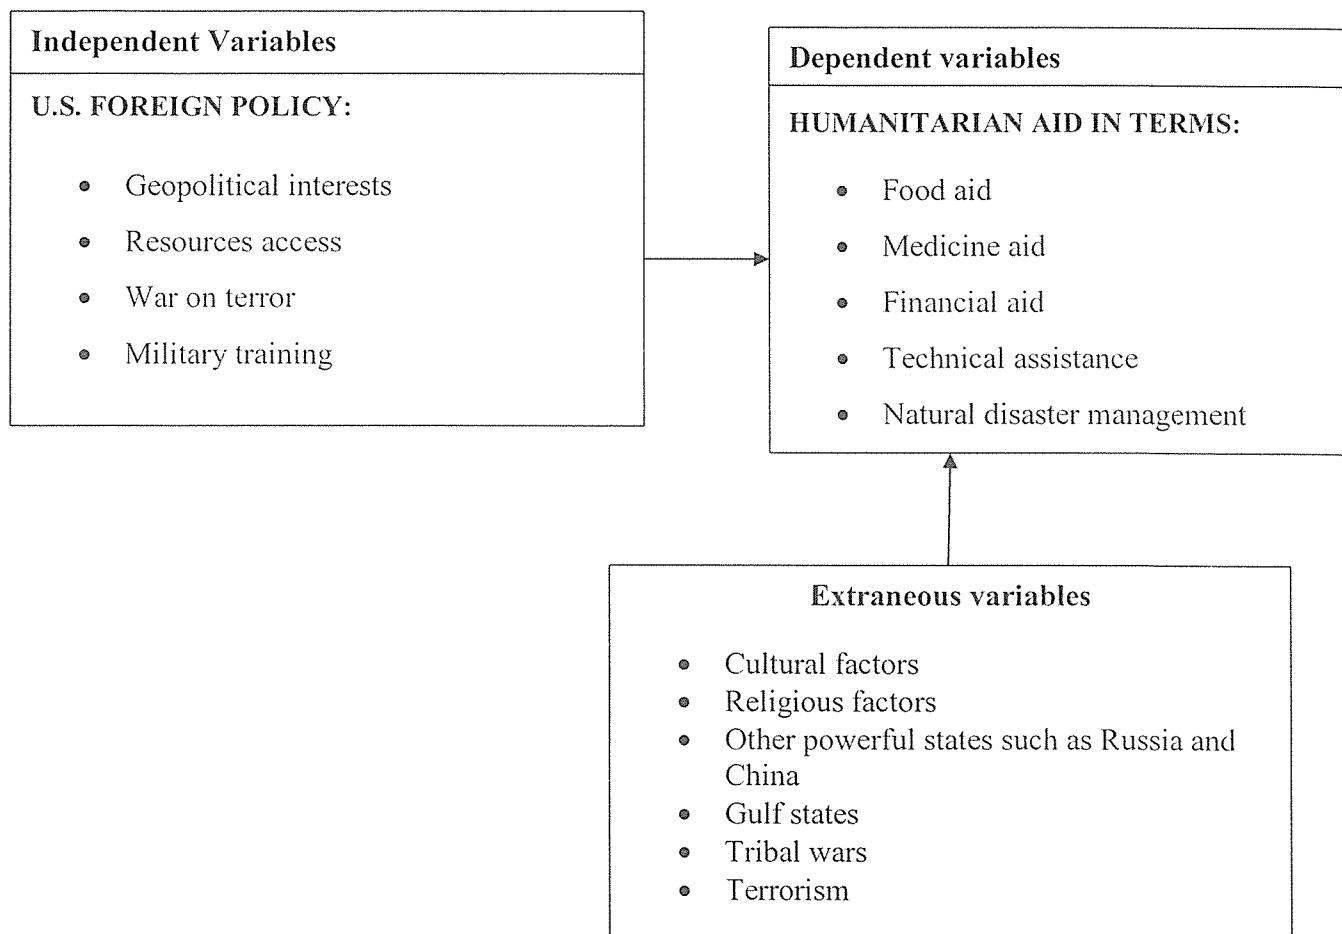 Independent Variables
U.S. FOREIGN POLICY:
• Geopolitical interests
• Resources access
• War on terror
• Military training
Dependent variables
HUMANITARIAN AID IN TERMS:
• Food aid
• Medicine aid
• Financial aid
• Technical assistance
• Natural disaster management
Extraneous variables
• Cultural factors
• Religious factors
• Other powerful states such as Russia and
China
• Gulf states
• Tribal wars
• Terrorism